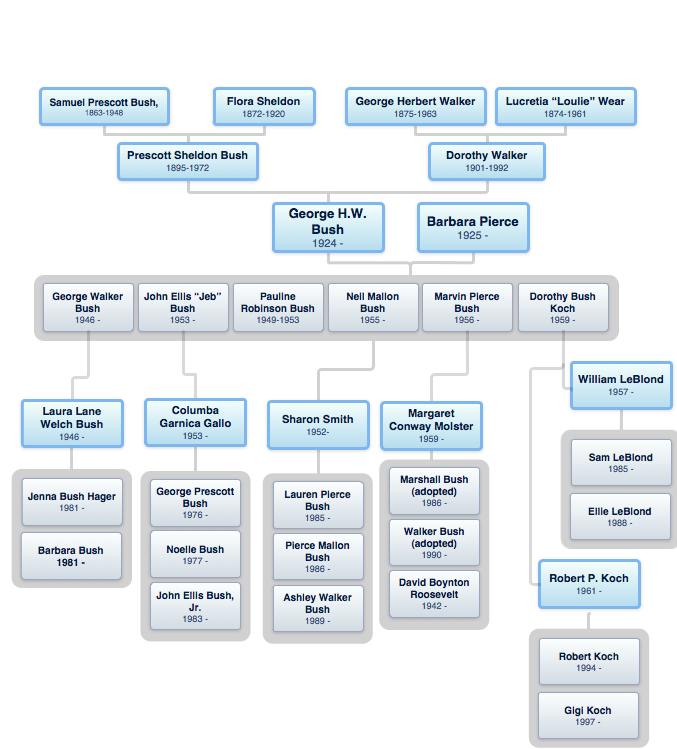 Samuel Prescott Bush,
1863-1948
Flora Sheldon
1872-1920
George Herbert Walker
1875-1963
Lucretia “Loulie” Wear
1874-1961
Prescott Sheldon Bush
1895-1972
Dorothy Walker
1901-1992
George H.W.
Bush
1924 -
Barbara Pierce
1925 -
George Walker
Bush
1946 -
John Ellis "Jeb"
Bush
1953 -
Pauline
Robinson Bush
1949-1953
Neil Mallon
Bush
1955 -
Marvin Pierce
Bush
1956 -
Dorothy Bush
Koch
1959 -
Laura Lane
Welch Bush
1946 -
Columba
Garnica Gallo
1953 -
Sharon Smith
1952-
Margaret
Conway Molster
1959 -
William LeBlond
1957 -
Jenna Bush Hager
1981 -
Barbara Bush
1981 -
George Prescott
Bush
1976 -
Noelle Bush
1977 -
John Ellis Bush,
Jr.
1983 -
Lauren Pierce
Bush
1985 -
Pierce Mallon
Bush
1986 -
Ashley Walker
Bush
1989 -
Marshall Bush
(adopted)
1986 -
Walker Bush
(adopted)
1990 -
David Boynton
Roosevelt
1942 -
Sam LeBlond
1985 -
Ellie LeBlond
1988 -
Robert P. Koch
1961 -
Robert Koch
1994 -
Gigi Koch
1997 -